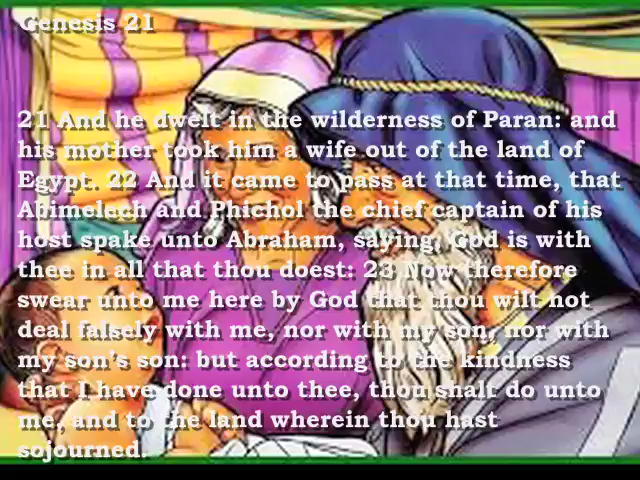 Genesis 21
21 And he dwelt in the wilderness of Paran: and
his mother took him a wife out of the land of
Egypt. 22 And it came to pass at that time, that
Abimelech and Phichol the chief captain of his
host spake unto Abraham, saying, God is with
thee in all that thou doest: 23 Now therefore
swear unto me here by God that thou wilt not
deal falsely with me, nor with my son, nor with
my son's son: but according to the kindness
that I have done unto thee, thou shalt do unto
me, and to the land wherein thou hast
sojourned.